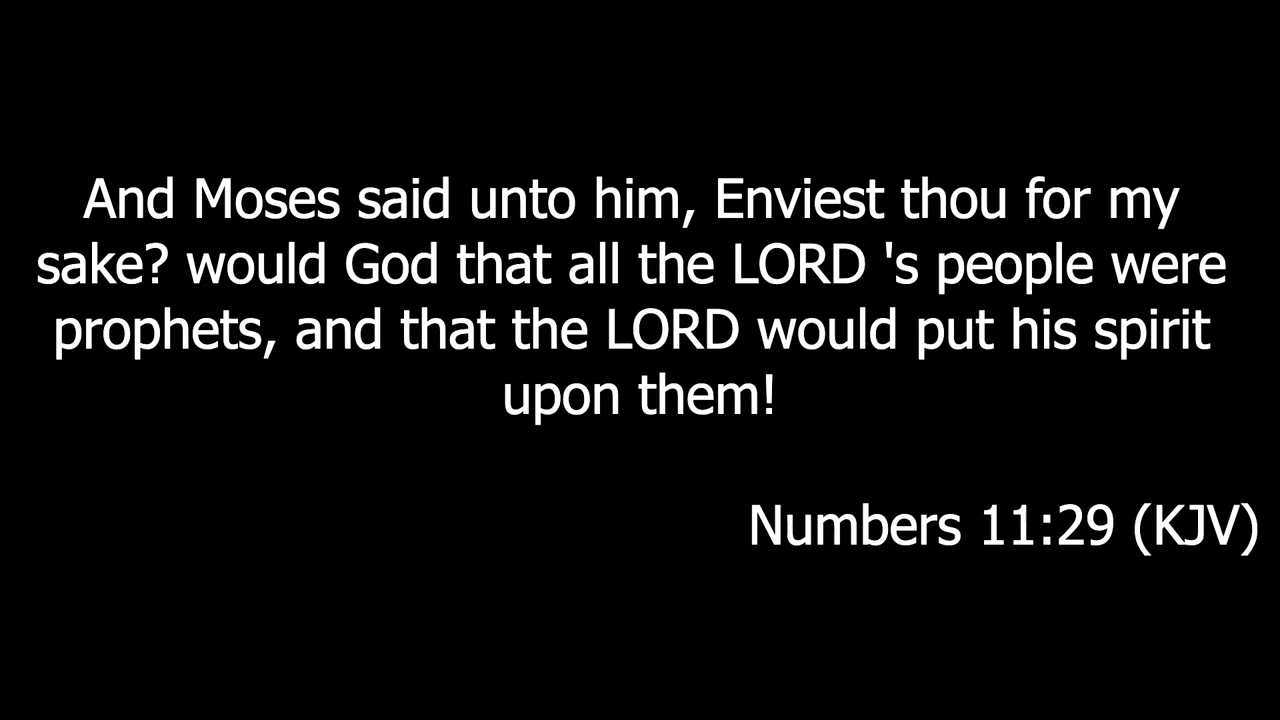 And Moses said unto him, Enviest thou for my
sake? would God that all the LORD 's people were
prophets, and that the LORD would put his spirit
upon them!
Numbers 11:29 (KJV)